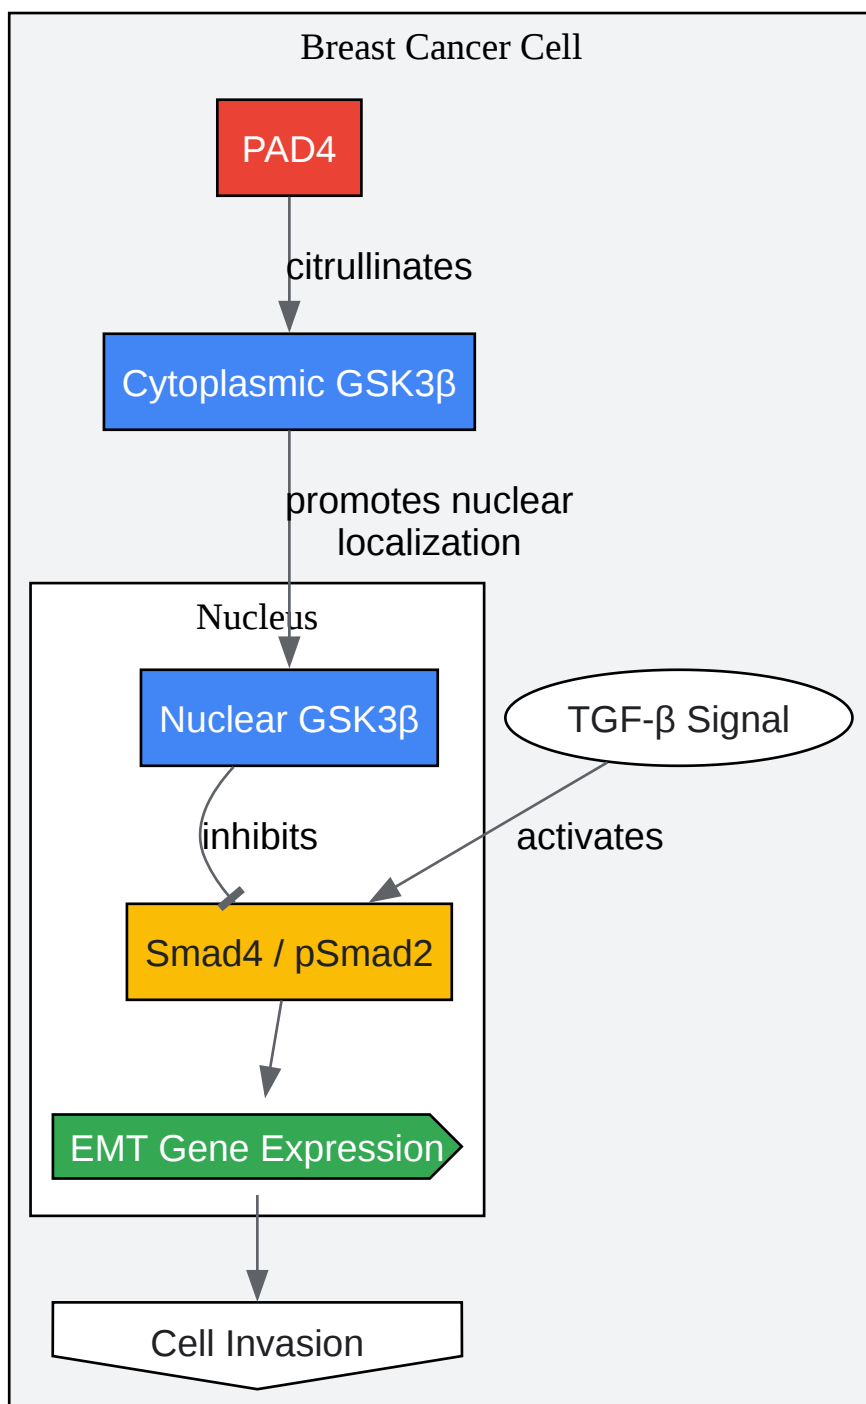 Breast Cancer Cell
PAD4
citrullinates
Cytoplasmic GSK3β
promotes nuclear
localization
Nucleus
Nuclear GSK3β
TGF-β Signal
inhibits
activates
Smad4 / pSmad2
EMT Gene Expression
Cell Invasion